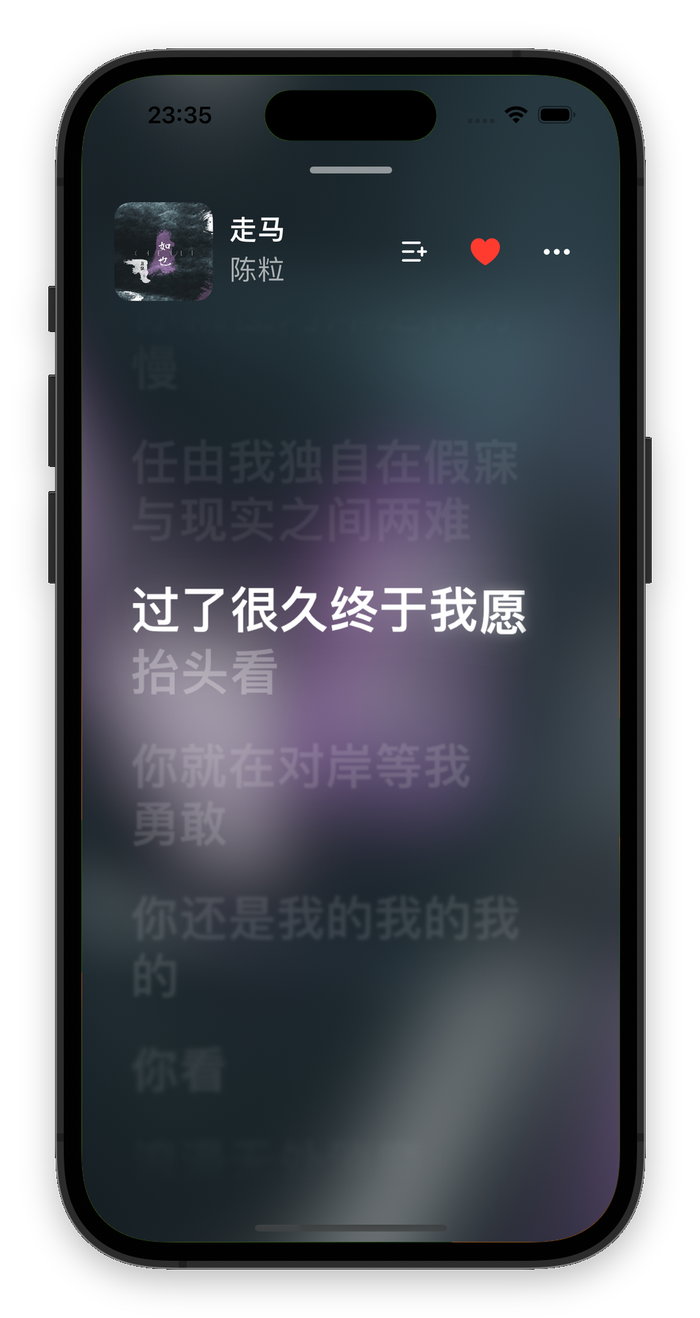 23:35
如也
走马
陈粒
慢
任由我独自在假寐
与现实之间两难
过了很久终于我愿
抬头看
你就在对岸等我
勇敢
你还是我的我的我
的
你看